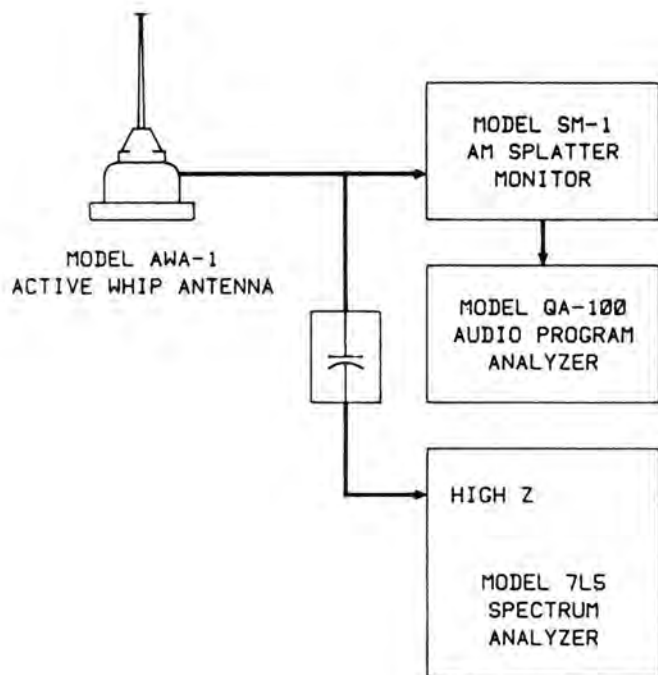 MODEL SM-1
AM SPLATTER
MONITOR
MODEL AWA-1
ACTIVE WHIP ANTENNA
MODEL QA-100
AUDIO PROGRAM
ANALYZER
HIGH Z
MODEL 7L5
SPECTRUM
ANALYZER